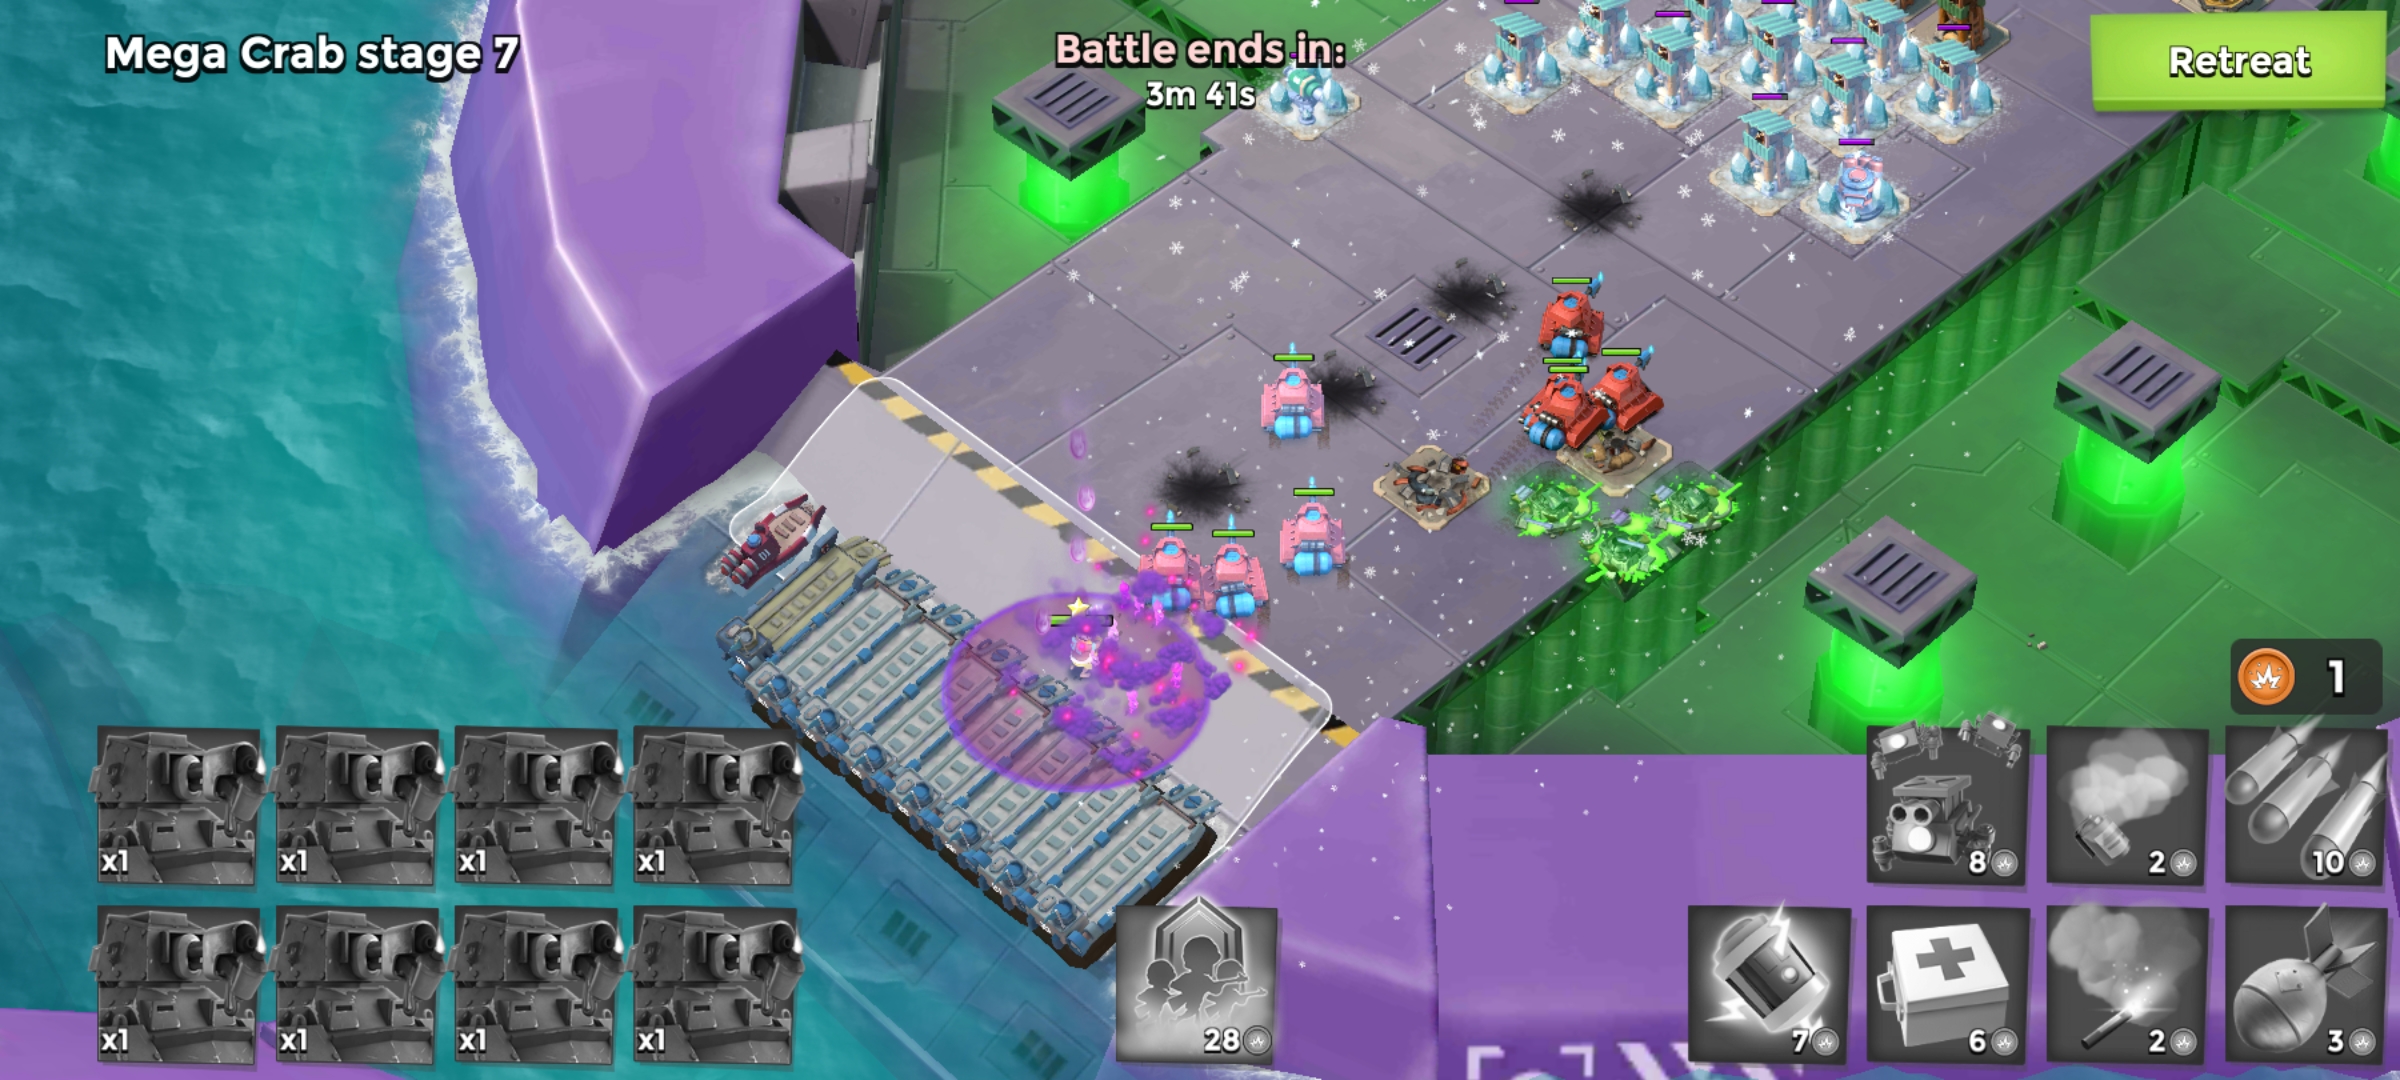 Mega Crab stage 7
Battle ends in:
3m 41s
Retreat
1
x1
x1
x1
x1
8
2
10
x1
x1
x1
x1
28
7
6
2
3